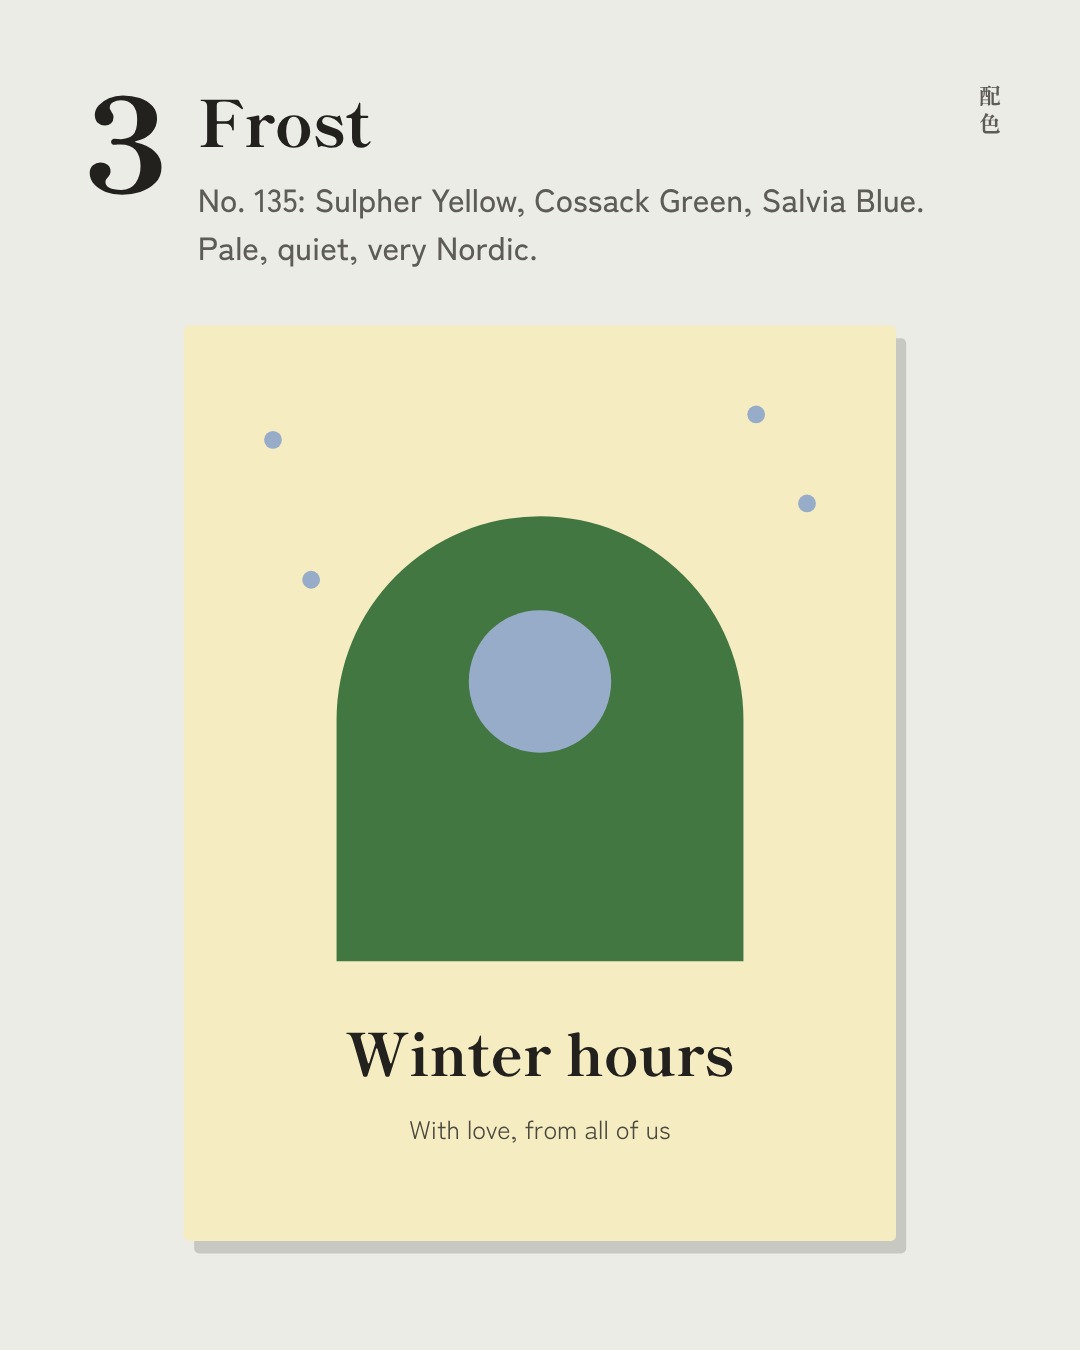 3
Frost
配色
No. 135: Sulpher Yellow, Cossack Green, Salvia Blue.
Pale, quiet, very Nordic.
Winter hours
With love, from all of us